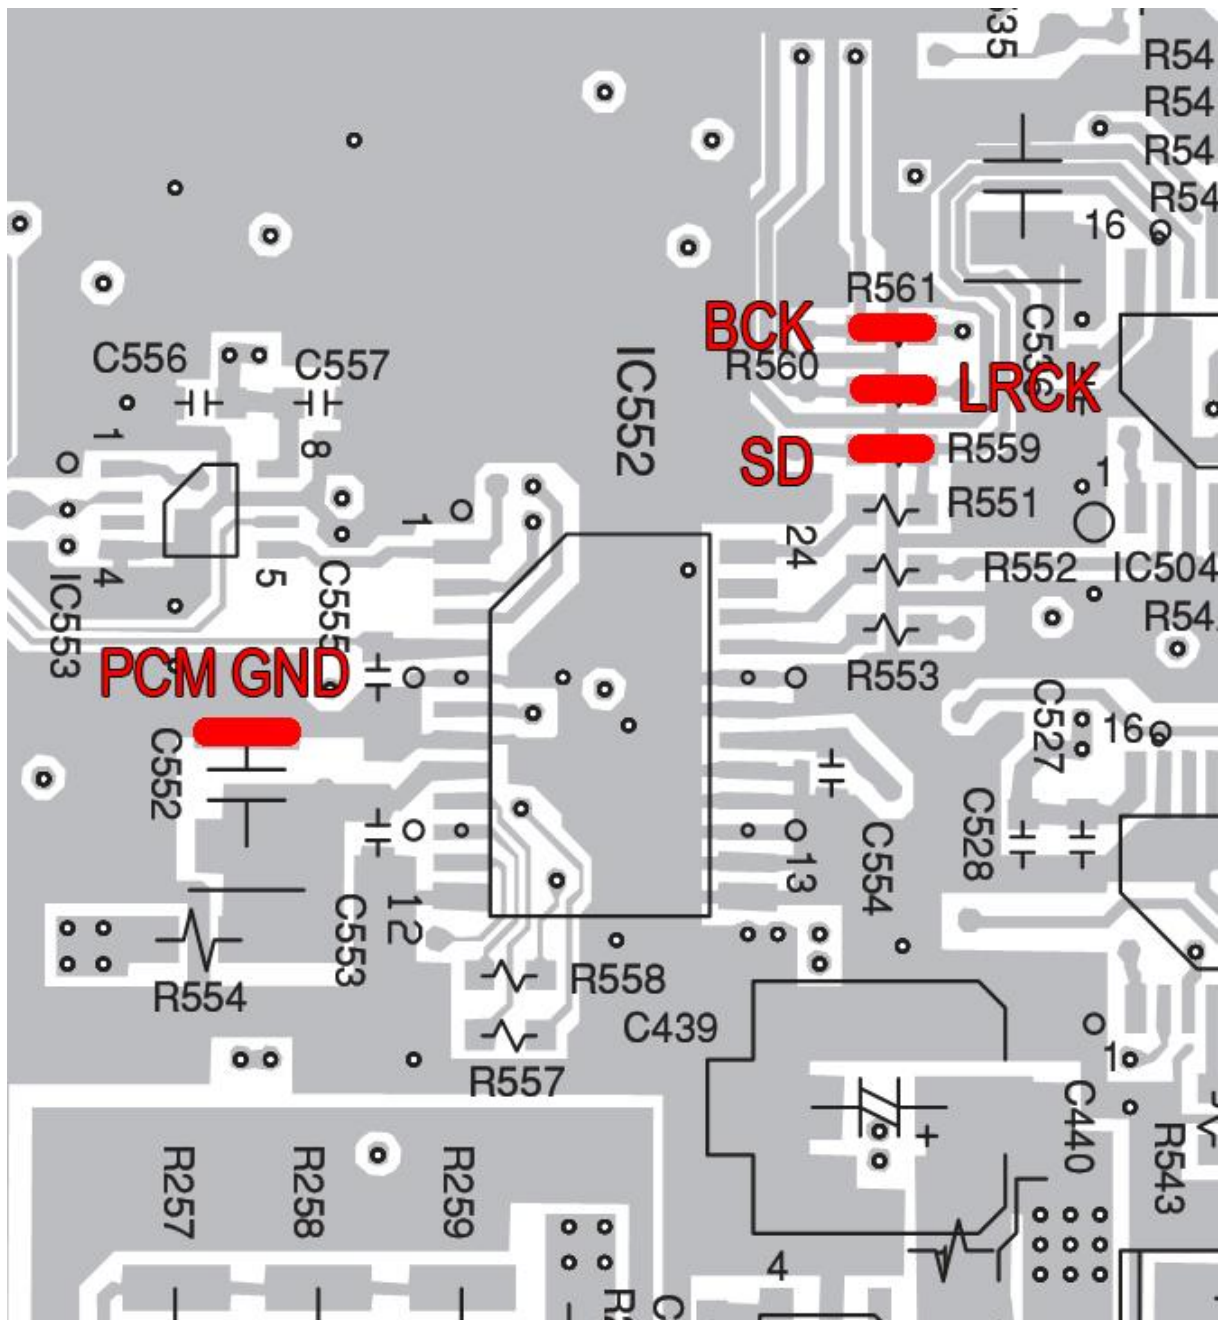 R54
R54
R54
R54
16
R561
BCK
R560
LRCK
C556
C557
IC552
1
8
SD
R559
1
R551
1
24
4
5
IC553
C555
R552
IC504
R54
PCM GND
R553
C552
C527
16
C528
C554
13
C553
12
R554
R558
C439
R557
1
C440
R543
+
R257
R258
R259
4